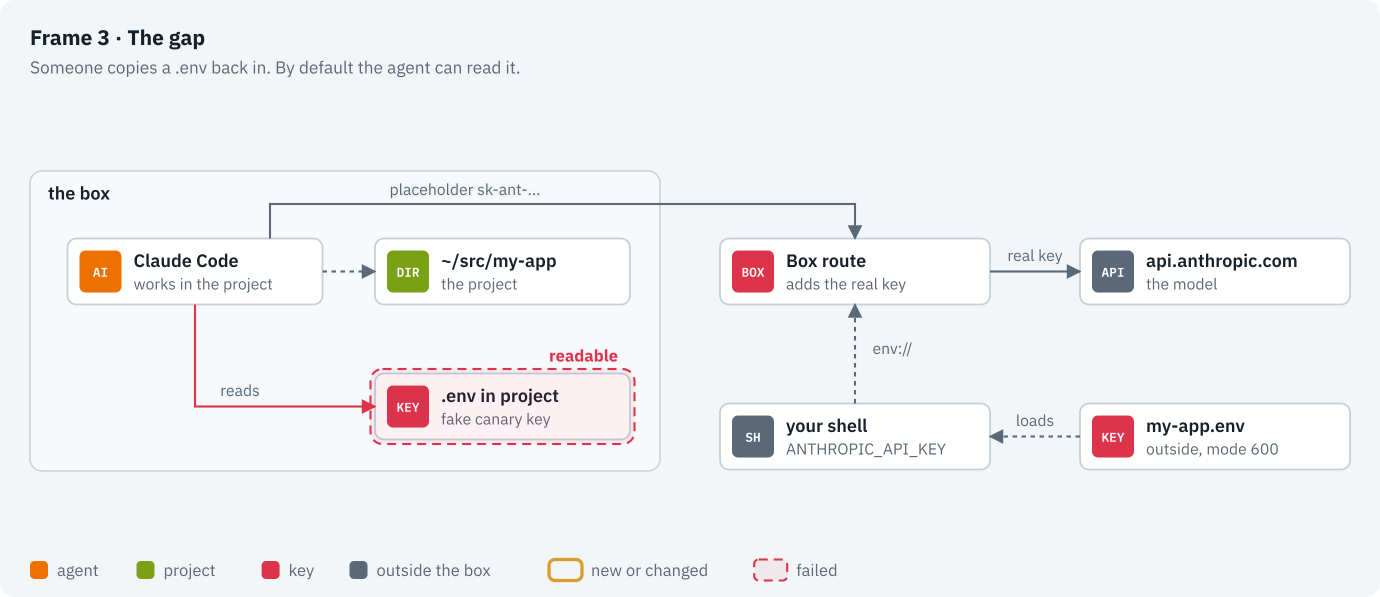 Frame 3 · The gap
Someone copies a .env back in. By default the agent can read it.
the box
placeholder sk-ant-...
AI
Claude Code
works in the project
DIR
~/src/my-app
the project
BOX
Box route
adds the real key
real key
API
api.anthropic.com
the model
readable
reads
KEY
.env in project
fake canary key
env://
SH
your shell
ANTHROPIC_API_KEY
loads
KEY
my-app.env
outside, mode 600
agent
project
key
outside the box
new or changed
failed